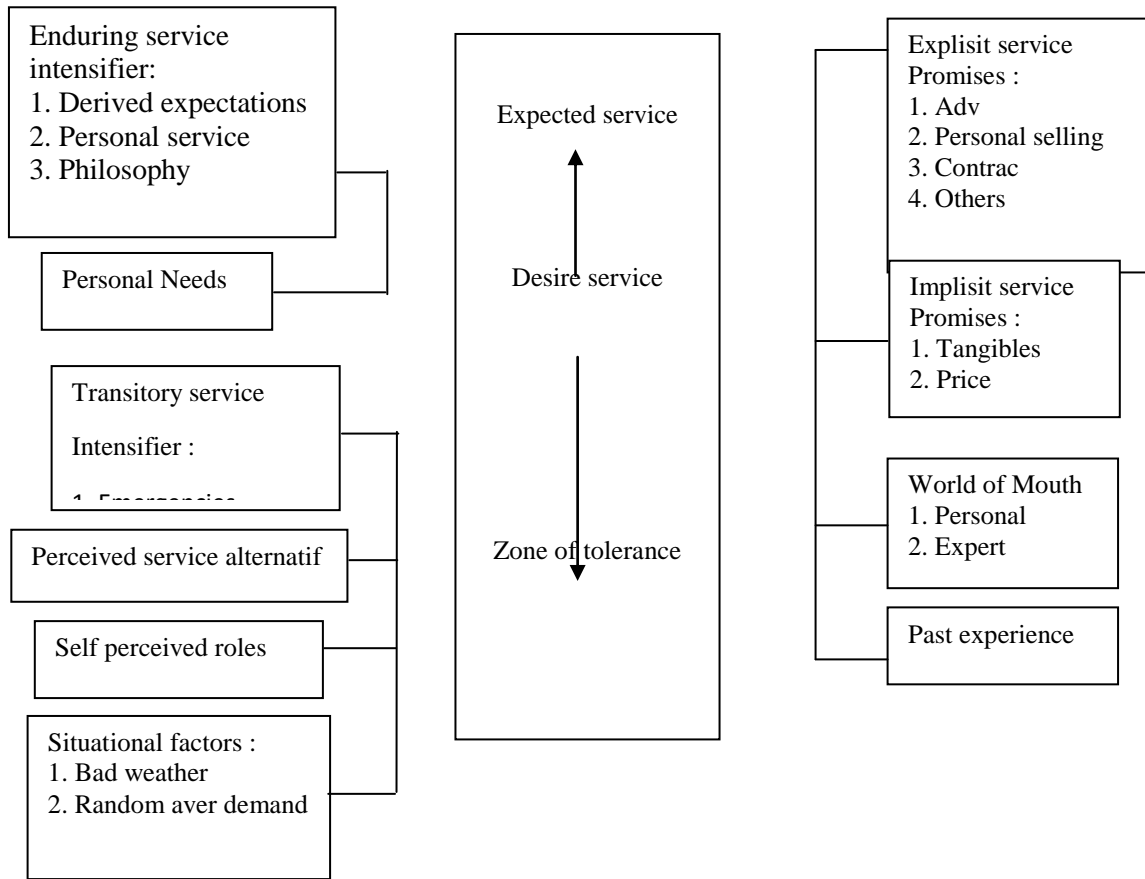 Enduring service
intensifier:
1. Derived expectations
2. Personal service
3. Philosophy
Personal Needs
Transitory service
Intensifier :
1. Emergencies
Perceived service alternatif
Self perceived roles
Situational factors :
1. Bad weather
2. Random aver demand
Expected service
Desire service
Zone of tolerance
Explisit service
Promises :
1. Adv
2. Personal selling
3. Contrac
4. Others
Implisit service
Promises :
1. Tangibles
2. Price
World of Mouth
1. Personal
2. Expert
Past experience